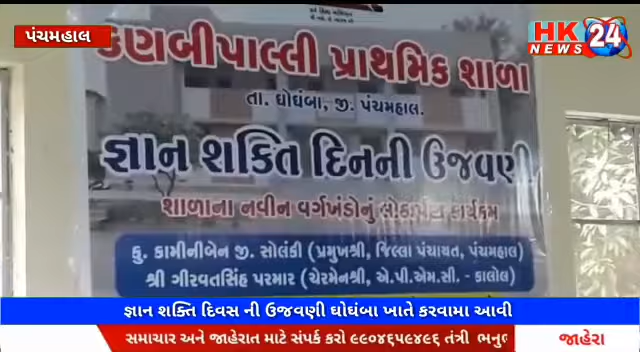 પંચમહાલ
HK NEWS 24
કણબીપાલ્લી પ્રાથમિક શાળા
તા. ઘોઘંબા, જી. પંચમહાલ.
જ્ઞાન શક્તિ દિનની ઉજવણી
શાળાના નવીન વર્ગખંડોનું લોકાર્પણ કાર્યક્રમ
કુ. કામીનીબેન જી. સોલંકી (પ્રમુખશ્રી, જિલ્લા પંચાયત, પંચમહાલ)
શ્રી ગીરવતસિંહ પરમાર (ચેરમેનશ્રી, એ.પી.એમ.સી. - કાલોલ)
જ્ઞાન શક્તિ દિવસ ની ઉજવણી ઘોઘંબા ખાતે કરવામા આવી
સમાચાર અને જાહેરાત માટે સંપર્ક કરો ૯૯૦૪૬૫૯૪૯૬ તંત્રી
જાહેરા